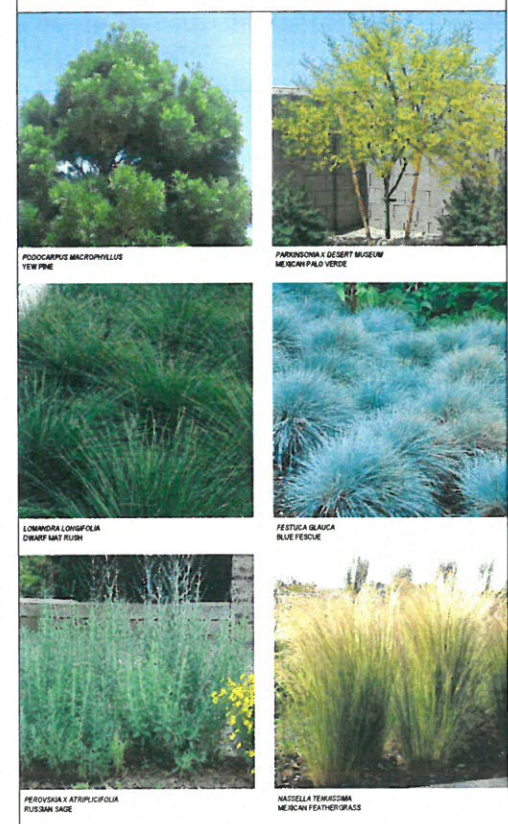 PODOCARPUS MACROPHYLLUS
YEW PINE
PARKINSONIA X DESERT MUSEUM
MEXICAN PALO VERDE
LOMANDRA LONGIFOLIA
DWARF MAT RUSH
FESTUCA GLAUCA
BLUE FESCUE
PEROVSKIA X ATRIPLICIFOLIA
RUSSIAN SAGE
NASSELLA TENUISSIMA
MEXICAN FEATHERGRASS